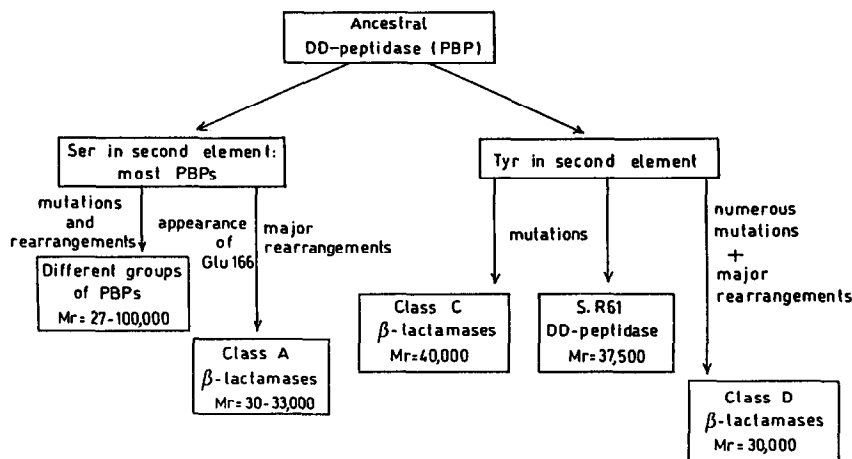 Ancestral
DD-peptidase (PBP)
Ser in second element:
most PBPs
Tyr in second element
mutations
and
rearrangements
appearance
of
Glu166
major
rearrangements
mutations
numerous
mutations
+
major
rearrangements
Different groups
of PBPs
Mr= 27-100,000
Class A
β-lactamases
Mr= 30-33,000
Class C
β-lactamases
Mr=40,000
S. R61
DD-peptidase
Mr=37,500
Class D
β-lactamases
Mr=30,000